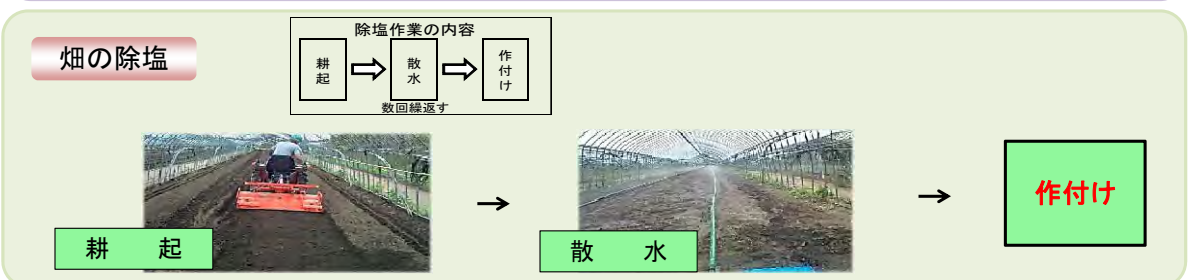 畑の除塩
除塩作業の内容
耕起
散水
作付け
数回繰返す
耕 起
→
散 水
→
作付け